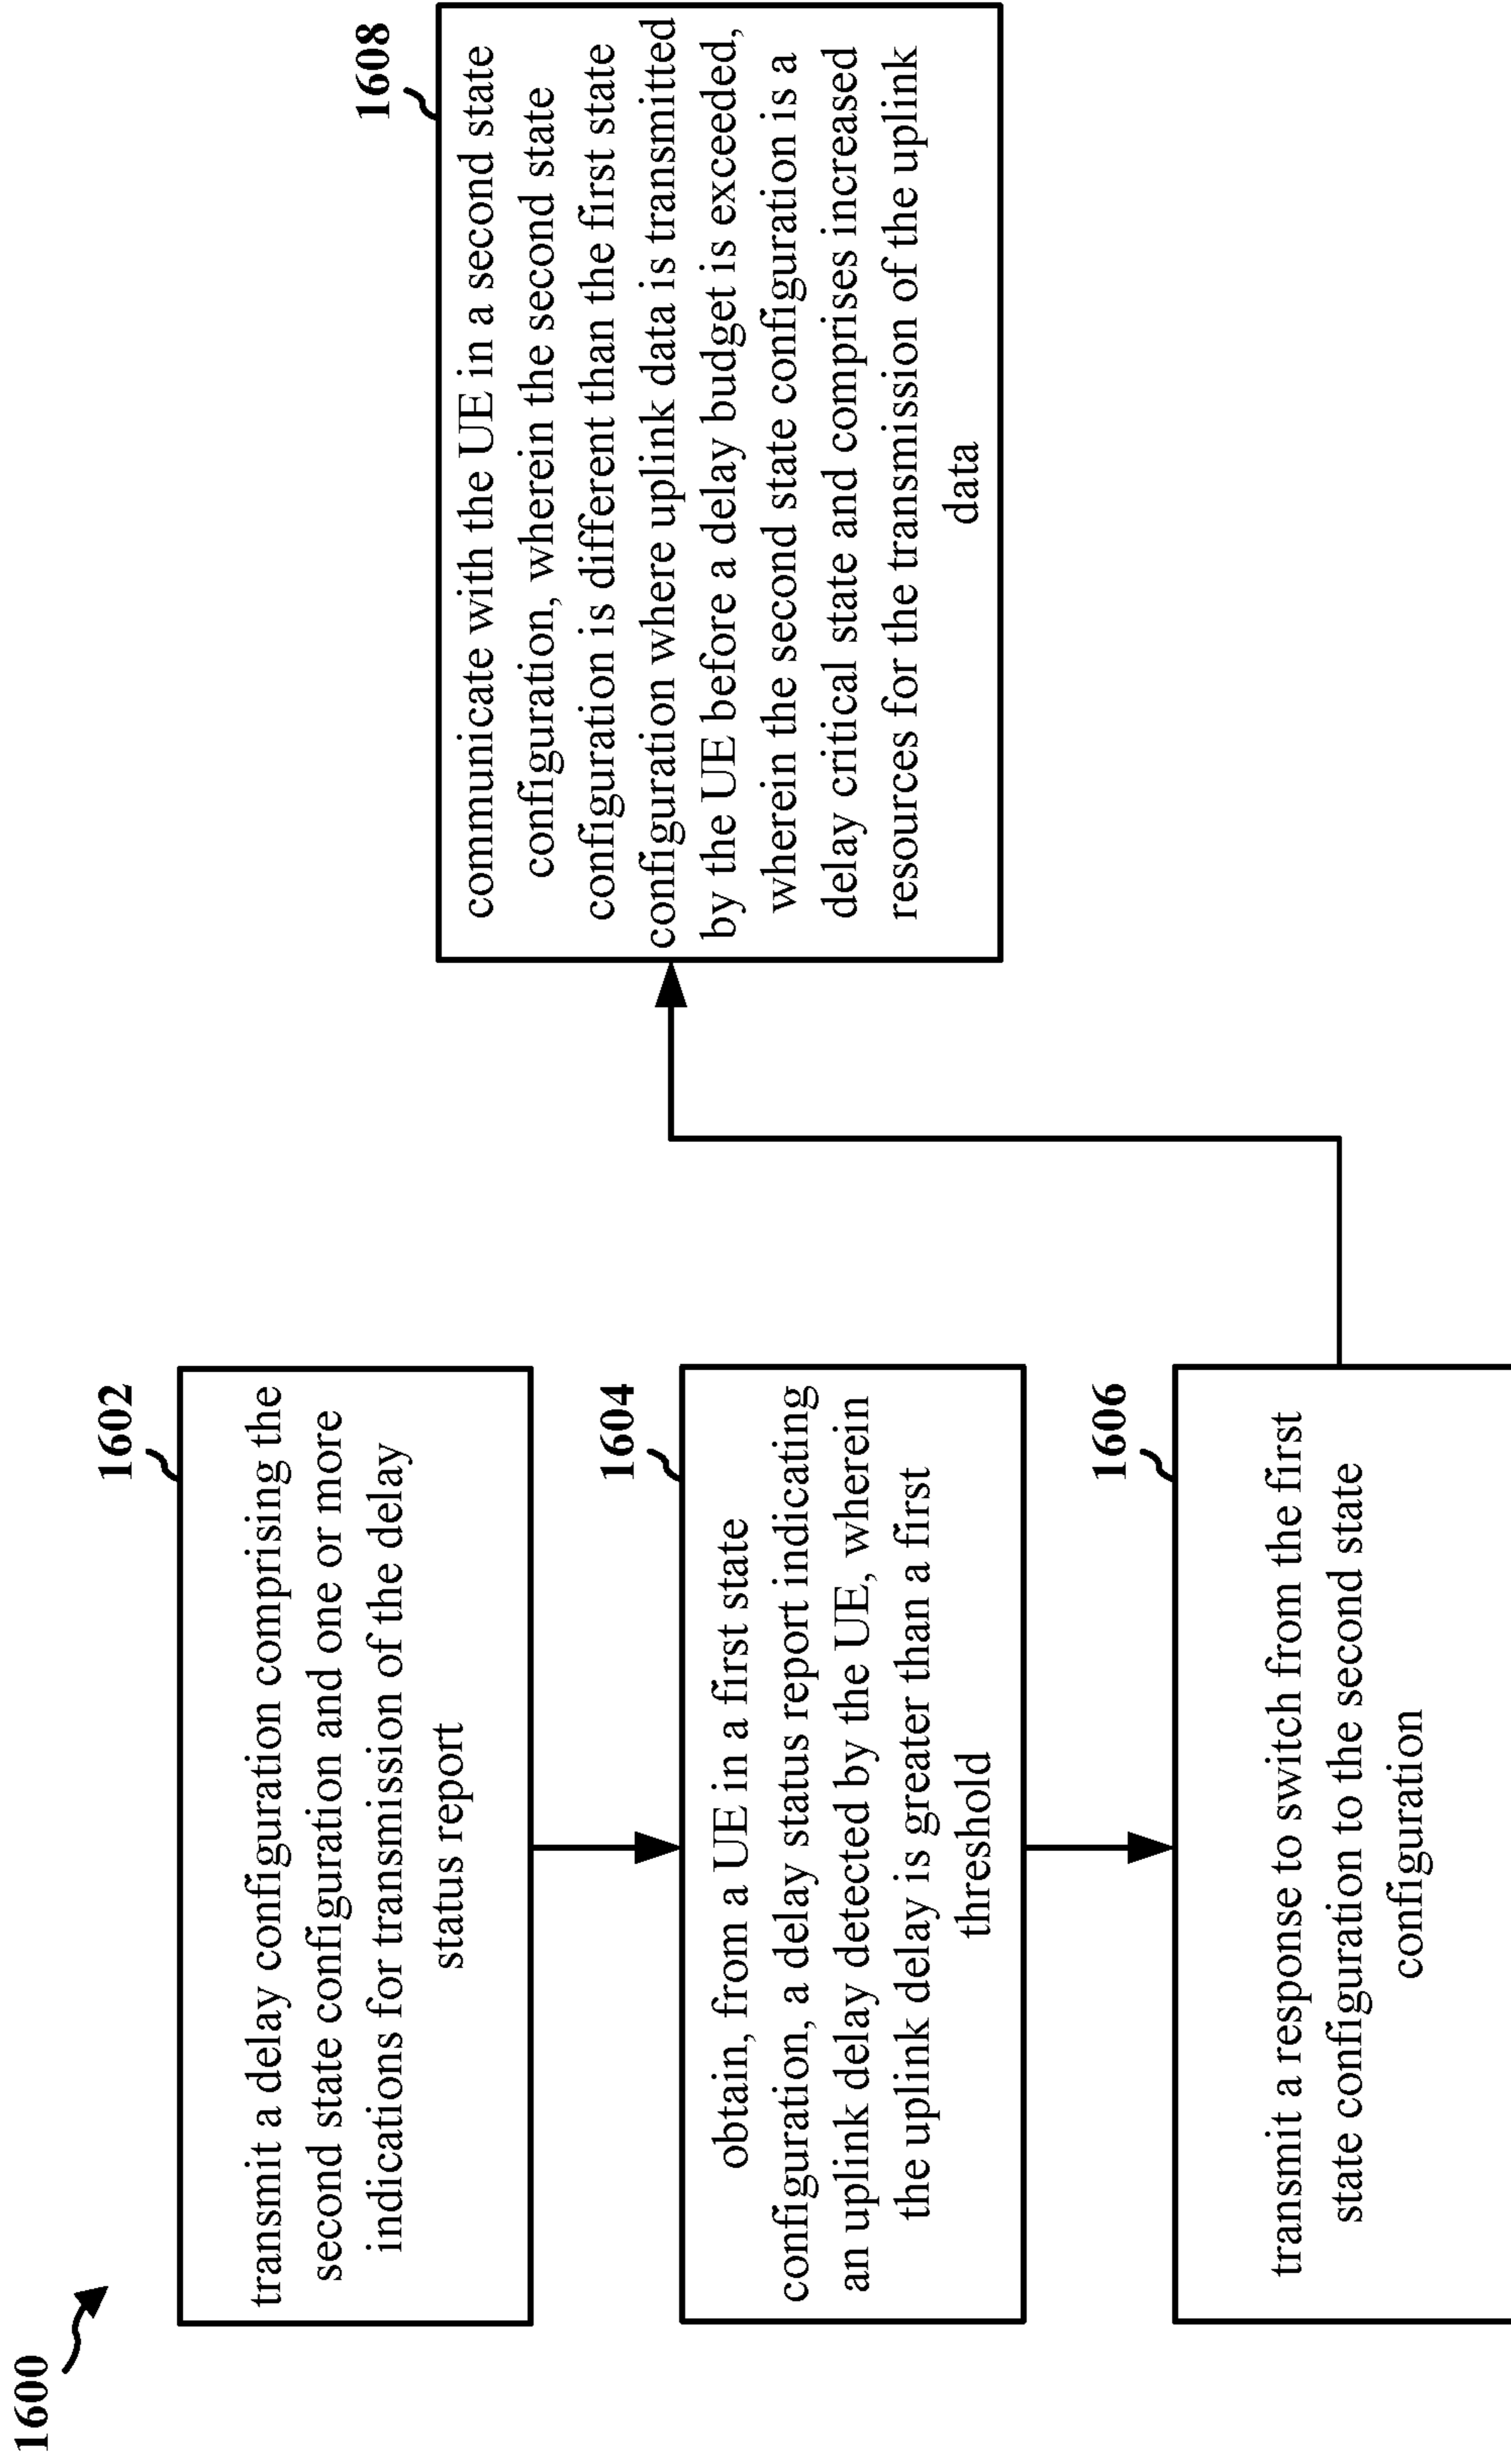 1600
1602
transmit a delay configuration comprising the
second state configuration and one or more
indications for transmission of the delay
status report
1604
obtain, from a UE in a first state
configuration, a delay status report indicating
an uplink delay detected by the UE, wherein
the uplink delay is greater than a first
threshold
1606
transmit a response to switch from the first
state configuration to the second state
configuration
1608
communicate with the UE in a second state
configuration, wherein the second state
configuration is different than the first state
configuration where uplink data is transmitted
by the UE before a delay budget is exceeded,
wherein the second state configuration is a
delay critical state and comprises increased
resources for the transmission of the uplink
data